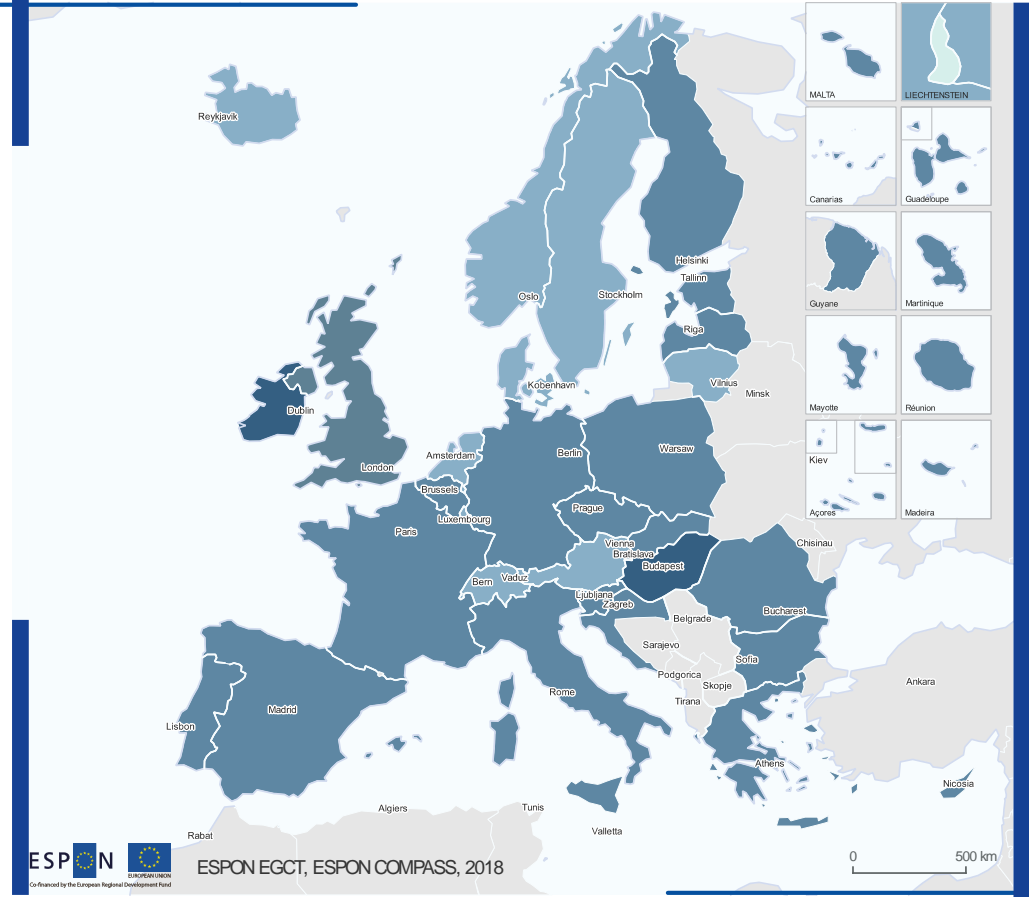 MALTA
LIECHTENSTEIN
Reykjavik
Canarias
Guadeloupe
Helsinki
Tallinn
Oslo
Stockholm
Guyane
Martinique
Riga
København
Vilnius
Minsk
Mayotte
Réunion
Dublin
Amsterdam
Berlin
Warsaw
London
Kiev
Brussels
Prague
Açores
Madeira
Luxembourg
Paris
Vienna
Chisinau
Bratislava
Budapest
Bern
Vaduz
Ljubljana
Zagreb
Bucharest
Belgrade
Sarajevo
Sofia
Podgorica
Skopje
Ankara
Rome
Tirana
Madrid
Lisbon
Athens
Nicosia
Algiers
Tunis
Valletta
Rabat
ESPON
EUROPEAN UNION
Co-financed by the European Regional Development Fund
ESPON EGCT, ESPON COMPASS, 2018
0 500 km